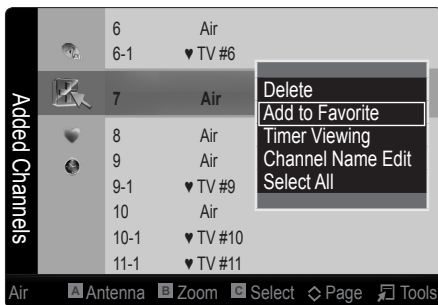 Added Channels
6 Air
6-1 ♥ TV #6
7 Air
8 Air
9 Air
9-1 ♥ TV #9
10 Air
10-1 ♥ TV #10
11-1 ♥ TV #11
Delete
Add to Favorite
Timer Viewing
Channel Name Edit
Select All
Air A Antenna B Zoom C Select Page Tools